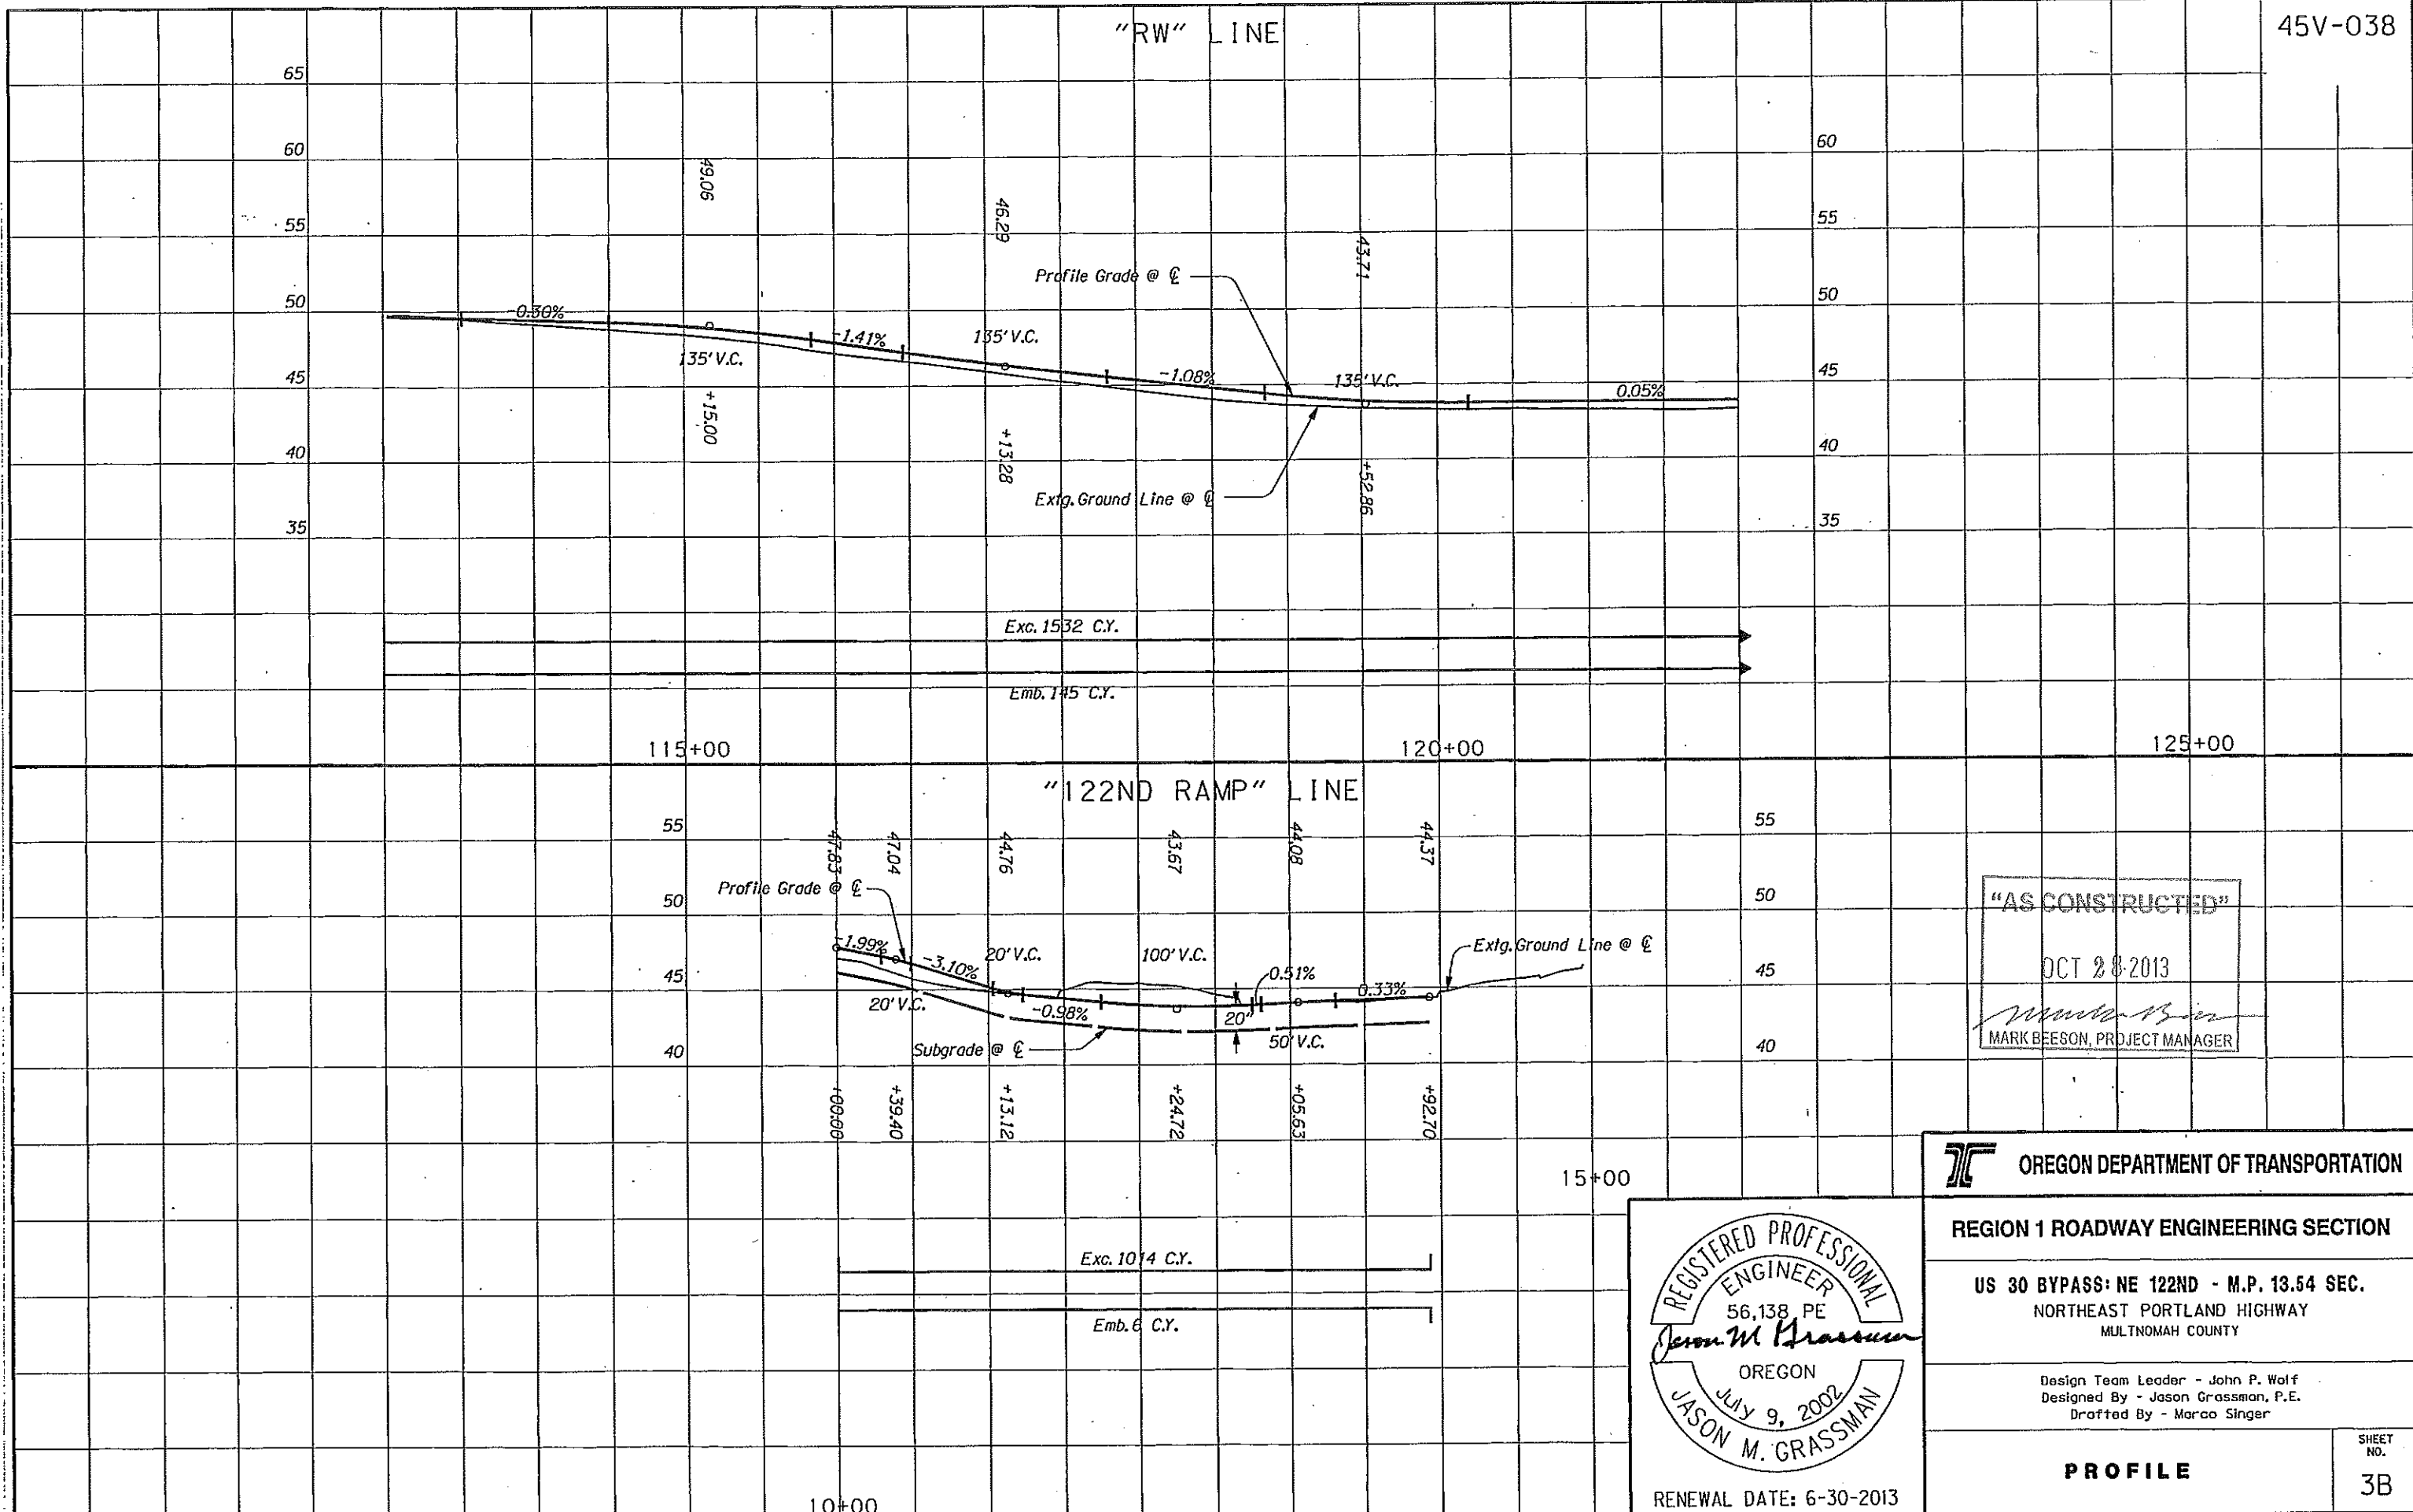 45V-038
"RW" LINE
65
60
60
55
55
50
50
45
45
40
40
35
35
49.06
46.29
43.71
Profile Grade @ ℄
-0.30%
-1.41%
135' V.C.
135' V.C.
-1.08%
135' V.C.
0.05%
+15.00
+13.28
+52.86
Extg. Ground Line @ ℄
Exc. 1532 C.Y.
Emb. 145 C.Y.
115+00
120+00
125+00
"122ND RAMP" LINE
55
55
50
50
45
45
40
40
47.83
47.04
44.76
43.67
44.08
44.37
Profile Grade @ ℄
-1.99%
-3.10%
20' V.C.
100' V.C.
0.51%
Extg. Ground Line @ ℄
20' V.C.
-0.98%
20"
0.33%
50' V.C.
Subgrade @ ℄
+00.00
+39.40
+13.12
+24.72
+05.63
+92.70
15+00
Exc. 1014 C.Y.
Emb. 6 C.Y.
10+00
"AS CONSTRUCTED"
OCT 28 2013
MARK BEESON, PROJECT MANAGER
REGISTERED PROFESSIONAL
ENGINEER
56,138 PE
Jason M Grassman
OREGON
July 9, 2002
JASON M. GRASSMAN
RENEWAL DATE: 6-30-2013
OREGON DEPARTMENT OF TRANSPORTATION
REGION 1 ROADWAY ENGINEERING SECTION
US 30 BYPASS: NE 122ND - M.P. 13.54 SEC.
NORTHEAST PORTLAND HIGHWAY
MULTNOMAH COUNTY
Design Team Leader - John P. Wolf
Designed By - Jason Grassman, P.E.
Drafted By - Marco Singer
PROFILE
SHEET
NO.
3B